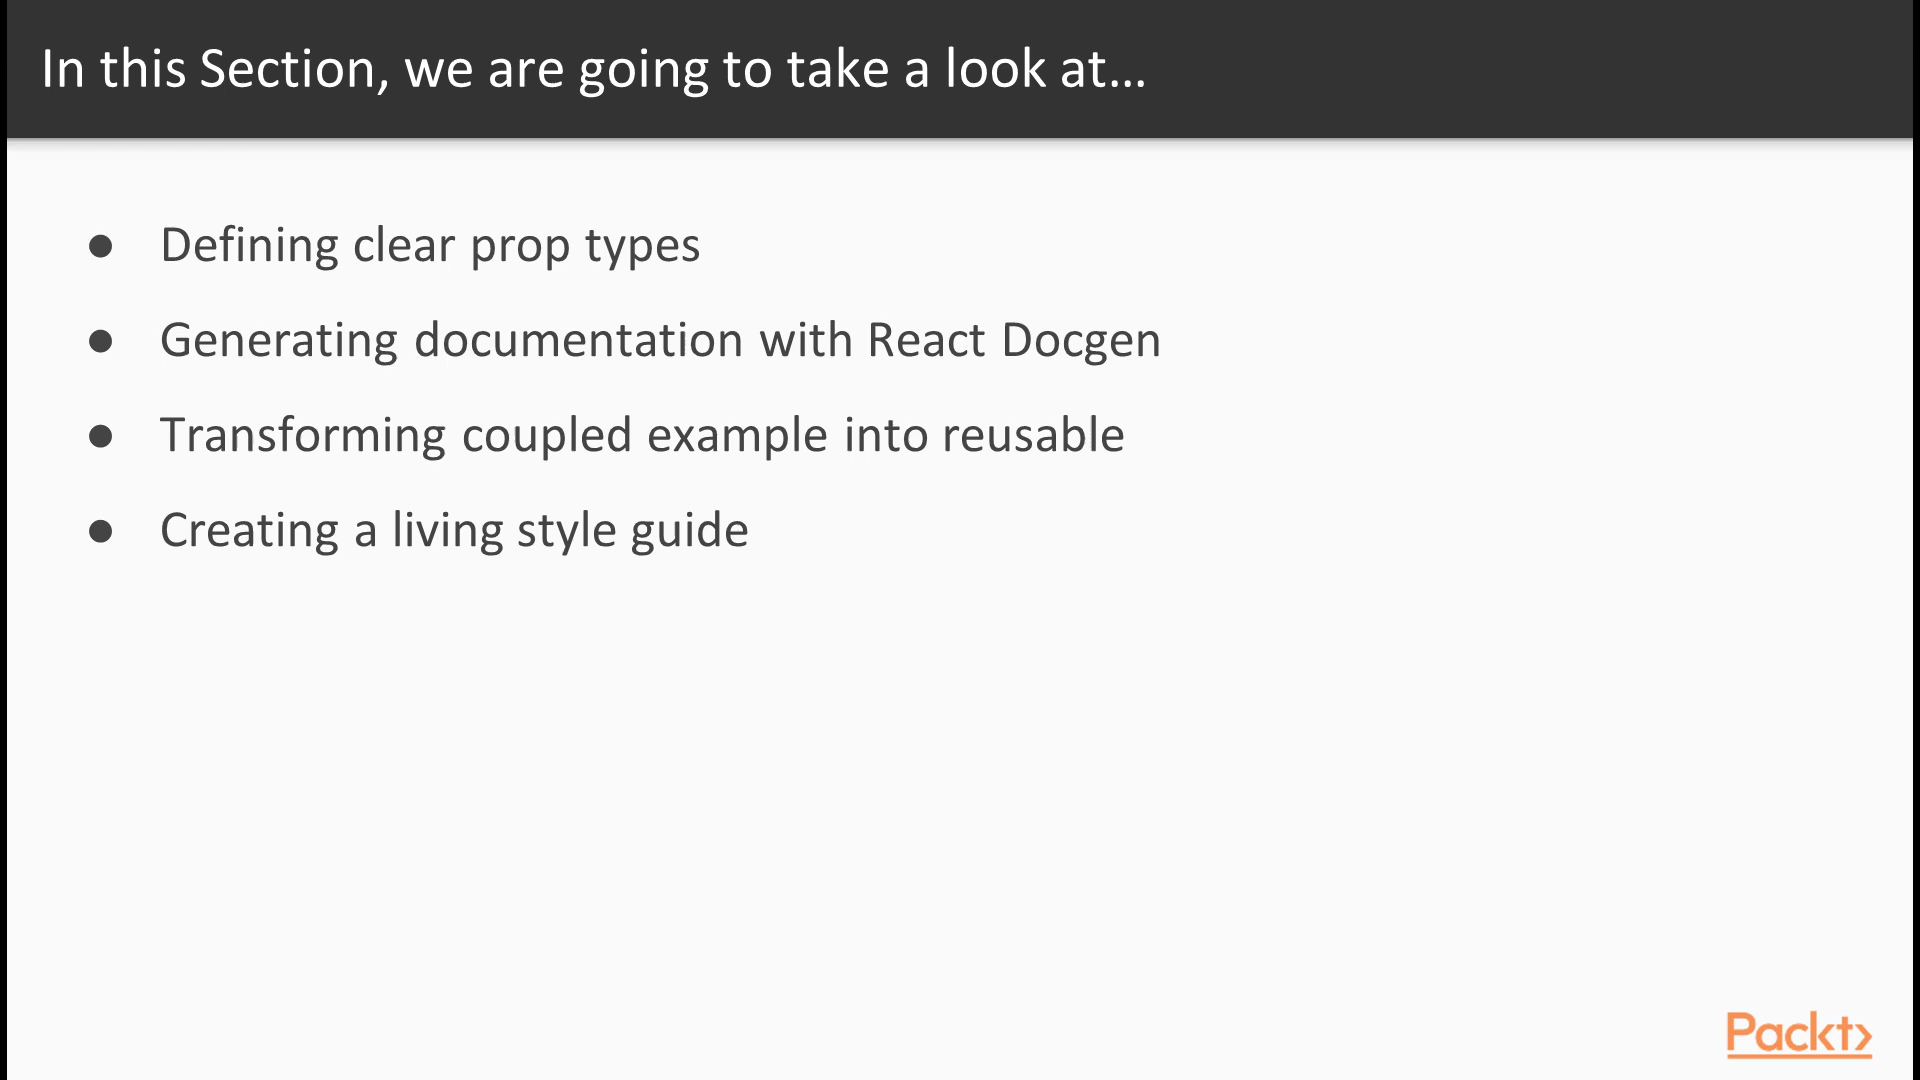 In this Section, we are going to take a look at...
● Defining clear prop types
● Generating documentation with React Docgen
● Transforming coupled example into reusable
● Creating a living style guide
Packt>